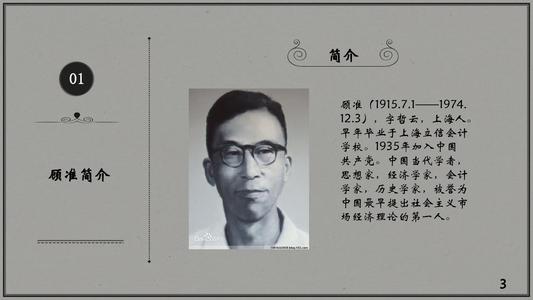 01
顾准简介
简介
顾准（1915.7.1——1974.
12.3），字哲云，上海人。
早年毕业于上海立信会计
学校。1935年加入中国
共产党。中国当代学者，
思想家，经济学家，会计
学家，历史学家，被誉为
中国最早提出社会主义市
场经济理论的第一人。
3